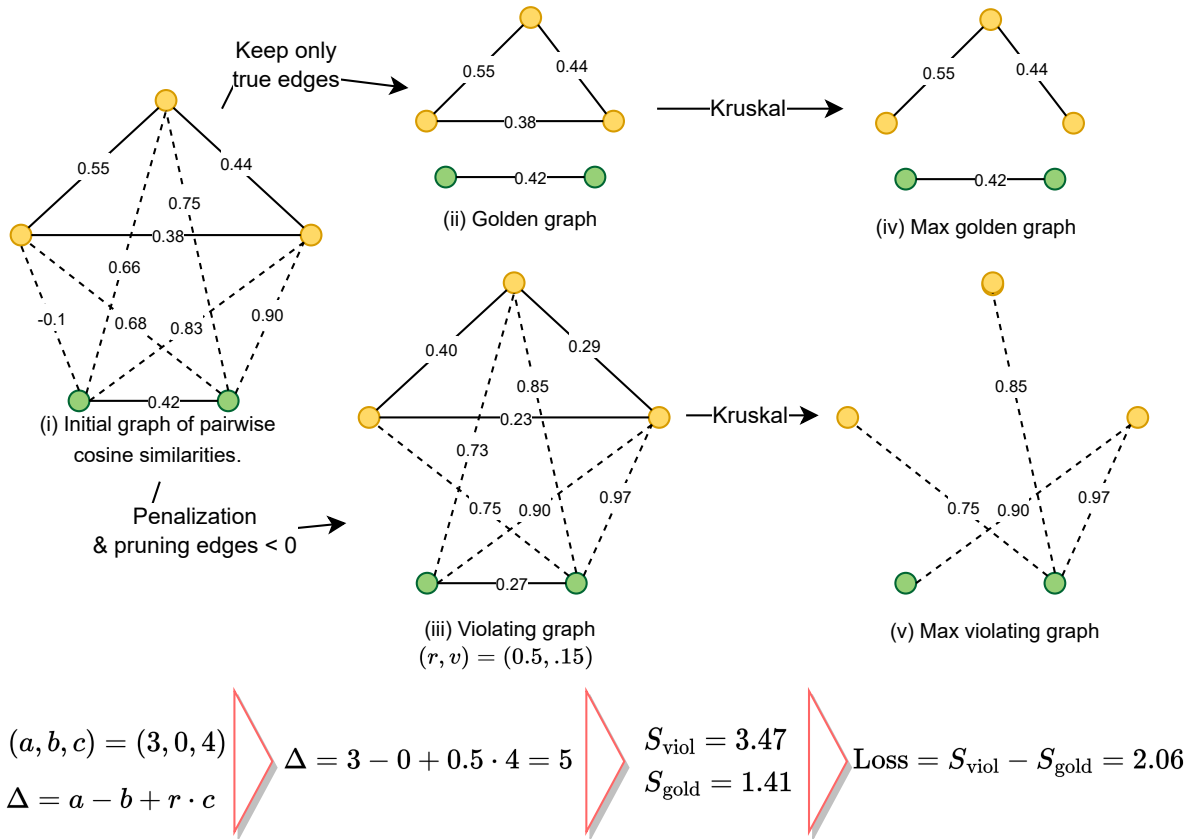 Keep only
true edges
0.55
0.44
0.38
0.75
0.66
-0.1
0.68
0.83
0.90
0.42
(i) Initial graph of pairwise
cosine similarities.
0.55
0.44
0.38
0.42
(ii) Golden graph
Kruskal
0.55
0.44
0.42
(iv) Max golden graph
Penalization
& pruning edges < 0
0.40
0.29
0.23
0.85
0.73
0.75
0.90
0.97
0.27
(iii) Violating graph
(r, v) = (0.5, .15)
Kruskal
0.85
0.75
0.90
0.97
(v) Max violating graph
(a, b, c) = (3, 0, 4)
Δ = a − b + r · c
Δ = 3 − 0 + 0.5 · 4 = 5
S_viol = 3.47
S_gold = 1.41
Loss = S_viol − S_gold = 2.06